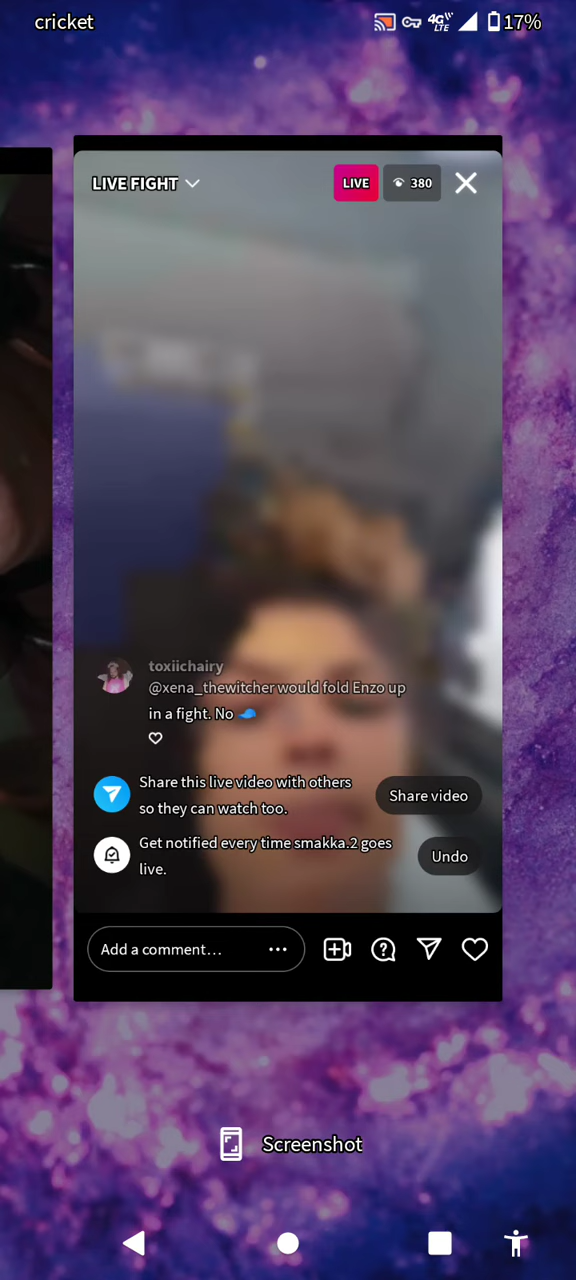 cricket
4G LTE 17%
LIVE FIGHT
LIVE
380
toxiichairy
@xena_thewitcher would fold Enzo up
in a fight. No 🧢
Share this live video with others
so they can watch too.
Share video
Get notified every time smakka.2 goes
live.
Undo
Add a comment...
Screenshot